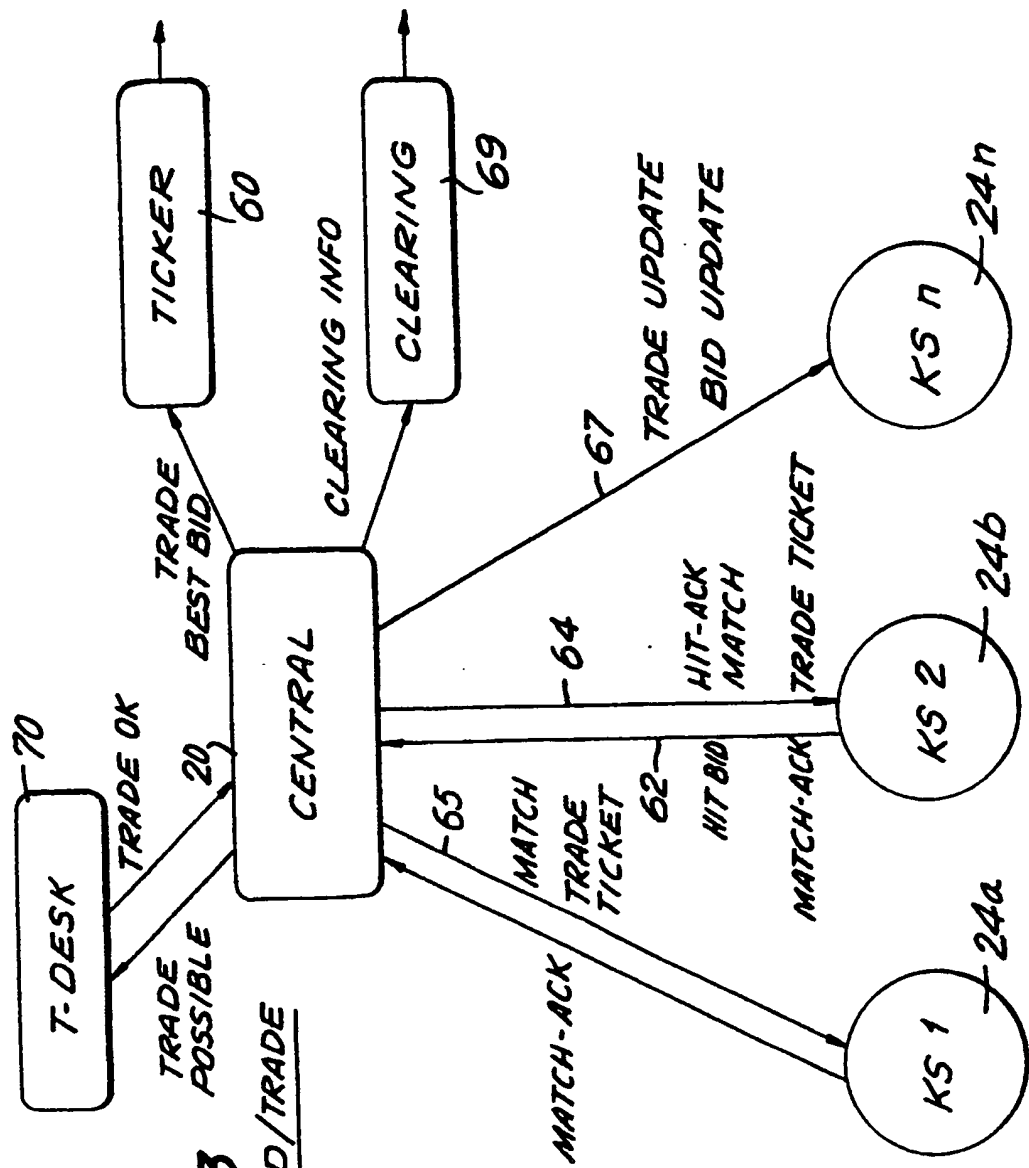 T-DESK
70
TRADE OK
TRADE
POSSIBLE
20
CENTRAL
TRADE
BEST BID
TICKER
60
CLEARING INFO
CLEARING
69
65
MATCH
TRADE
TICKET
MATCH-ACK
62
HIT BID
MATCH-ACK
64
HIT-ACK
MATCH
TRADE TICKET
67
TRADE UPDATE
BID UPDATE
KS 1
24a
KS 2
24b
KS n
24n
3
D/TRADE